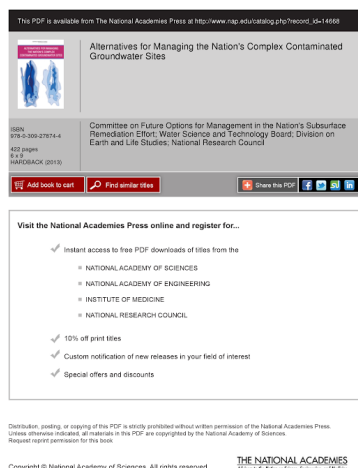 This PDF is available from The National Academies Press at http://www.nap.edu/catalog.php?record_id=14668
Alternatives for Managing the Nation's Complex Contaminated
Groundwater Sites
ISBN
978-0-309-27874-4
422 pages
6 x 9
HARDBACK (2013)
Committee on Future Options for Management in the Nation's Subsurface
Remediation Effort; Water Science and Technology Board; Division on
Earth and Life Studies; National Research Council
Add book to cart
Find similar titles
Share this PDF
Visit the National Academies Press online and register for...
Instant access to free PDF downloads of titles from the
NATIONAL ACADEMY OF SCIENCES
NATIONAL ACADEMY OF ENGINEERING
INSTITUTE OF MEDICINE
NATIONAL RESEARCH COUNCIL
10% off print titles
Custom notification of new releases in your field of interest
Special offers and discounts
Distribution, posting, or copying of this PDF is strictly prohibited without written permission of the National Academies Press.
Unless otherwise indicated, all materials in this PDF are copyrighted by the National Academy of Sciences.
Request reprint permission for this book
Copyright © National Academy of Sciences. All rights reserved.
THE NATIONAL ACADEMIES